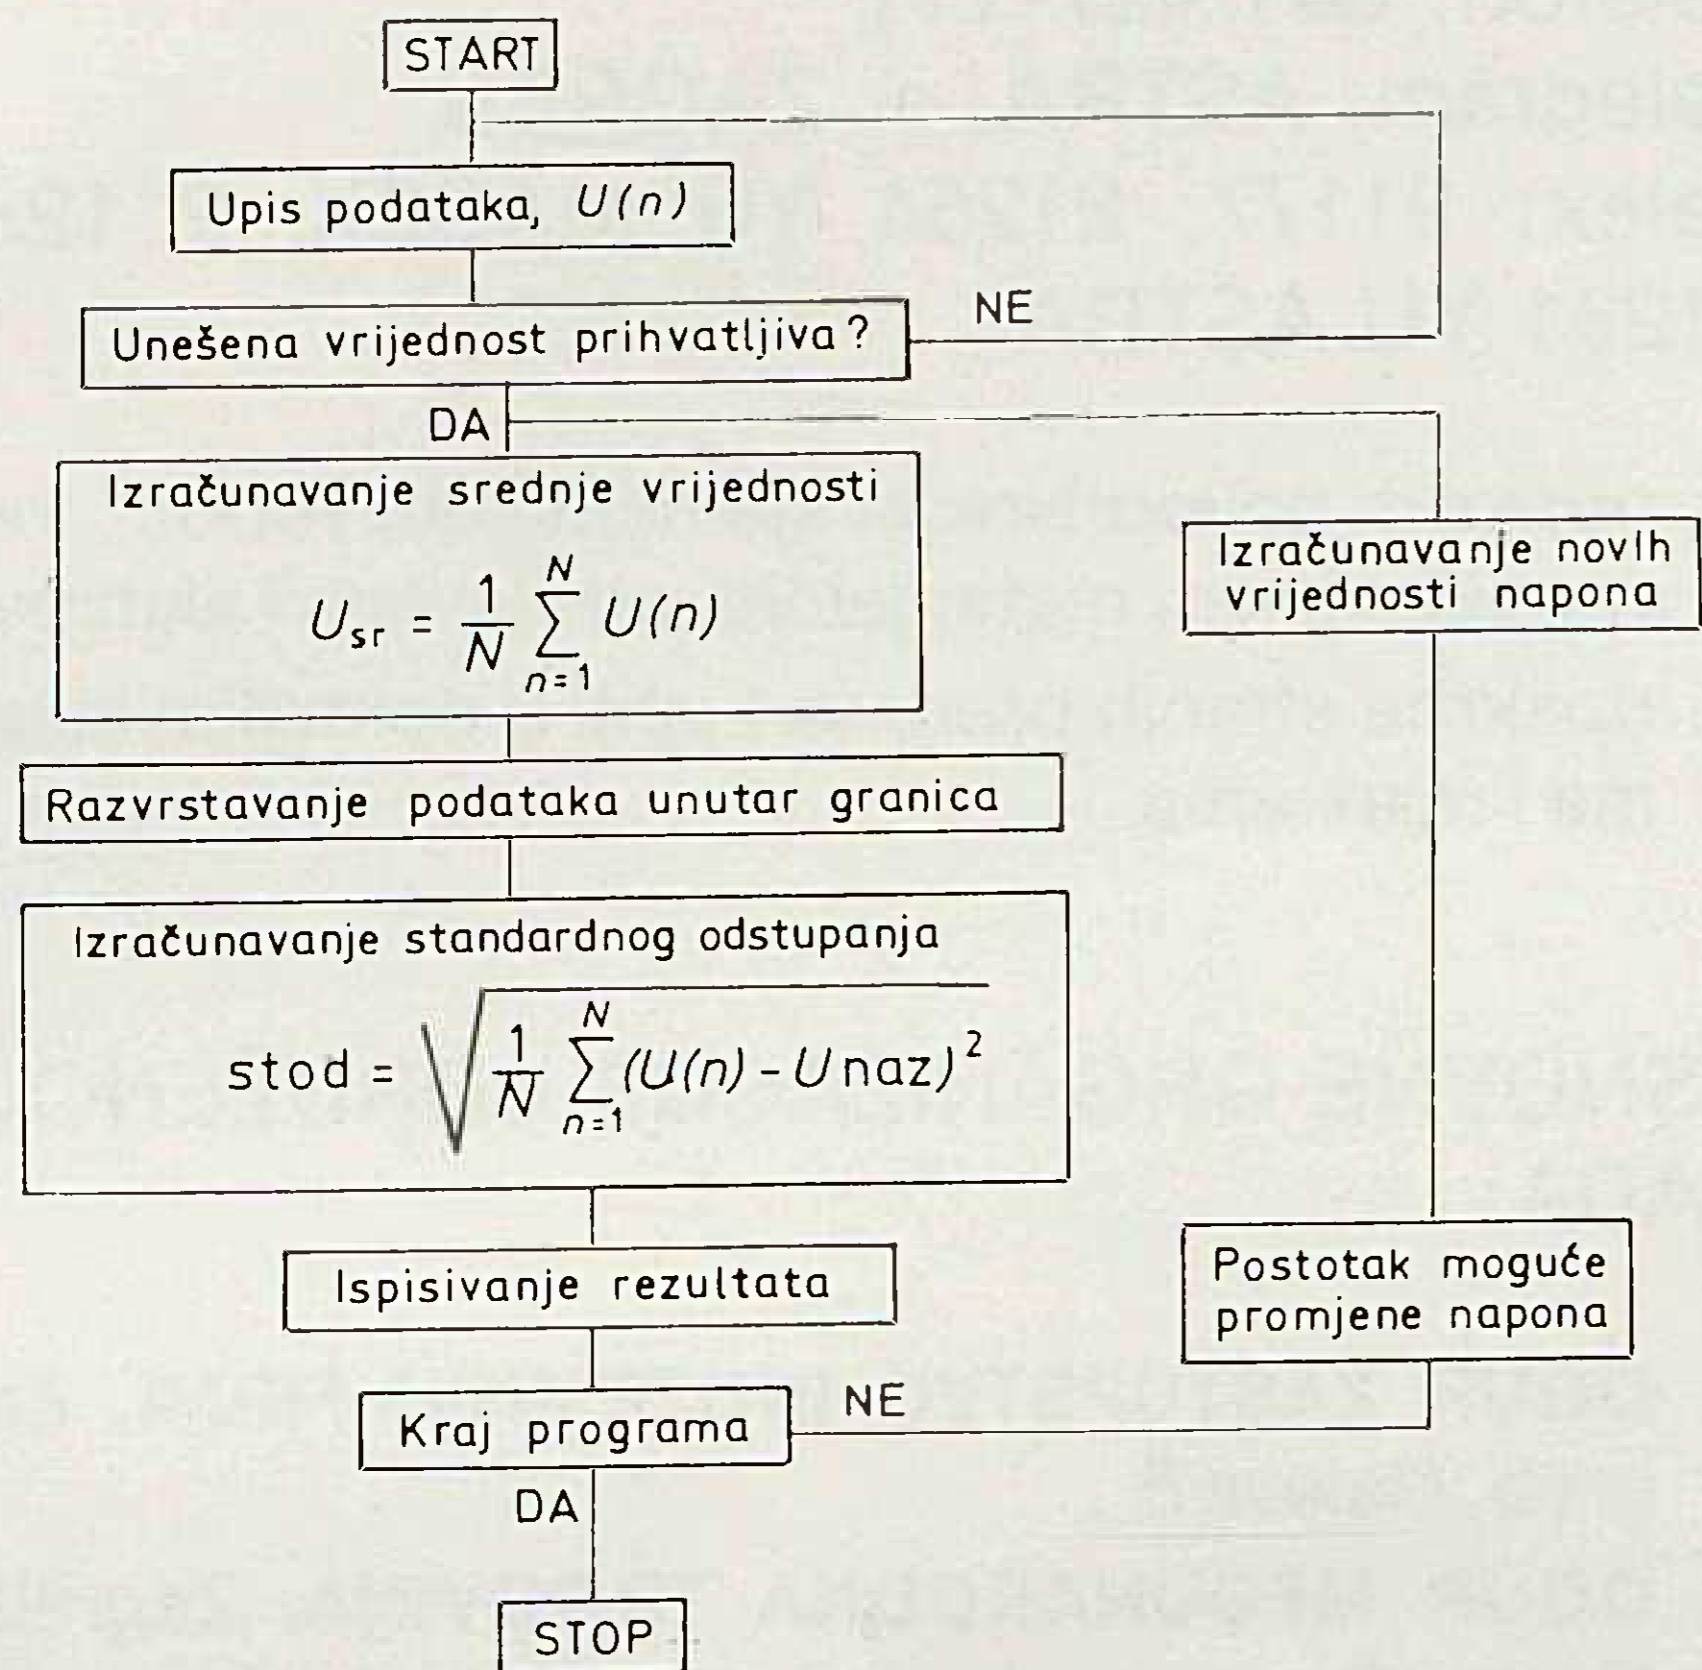 START
Upis podataka, U(n)
Unešena vrijednost prihvatljiva?
NE
DA
Izračunavanje srednje vrijednosti
U_sr = 1/N ∑_{n=1}^{N} U(n)
Izračunavanje novih
vrijednosti napona
Razvrstavanje podataka unutar granica
Izračunavanje standardnog odstupanja
stod = √(1/N ∑_{n=1}^{N} (U(n) - Unaz)²)
Ispisivanje rezultata
Postotak moguće
promjene napona
Kraj programa
NE
DA
STOP